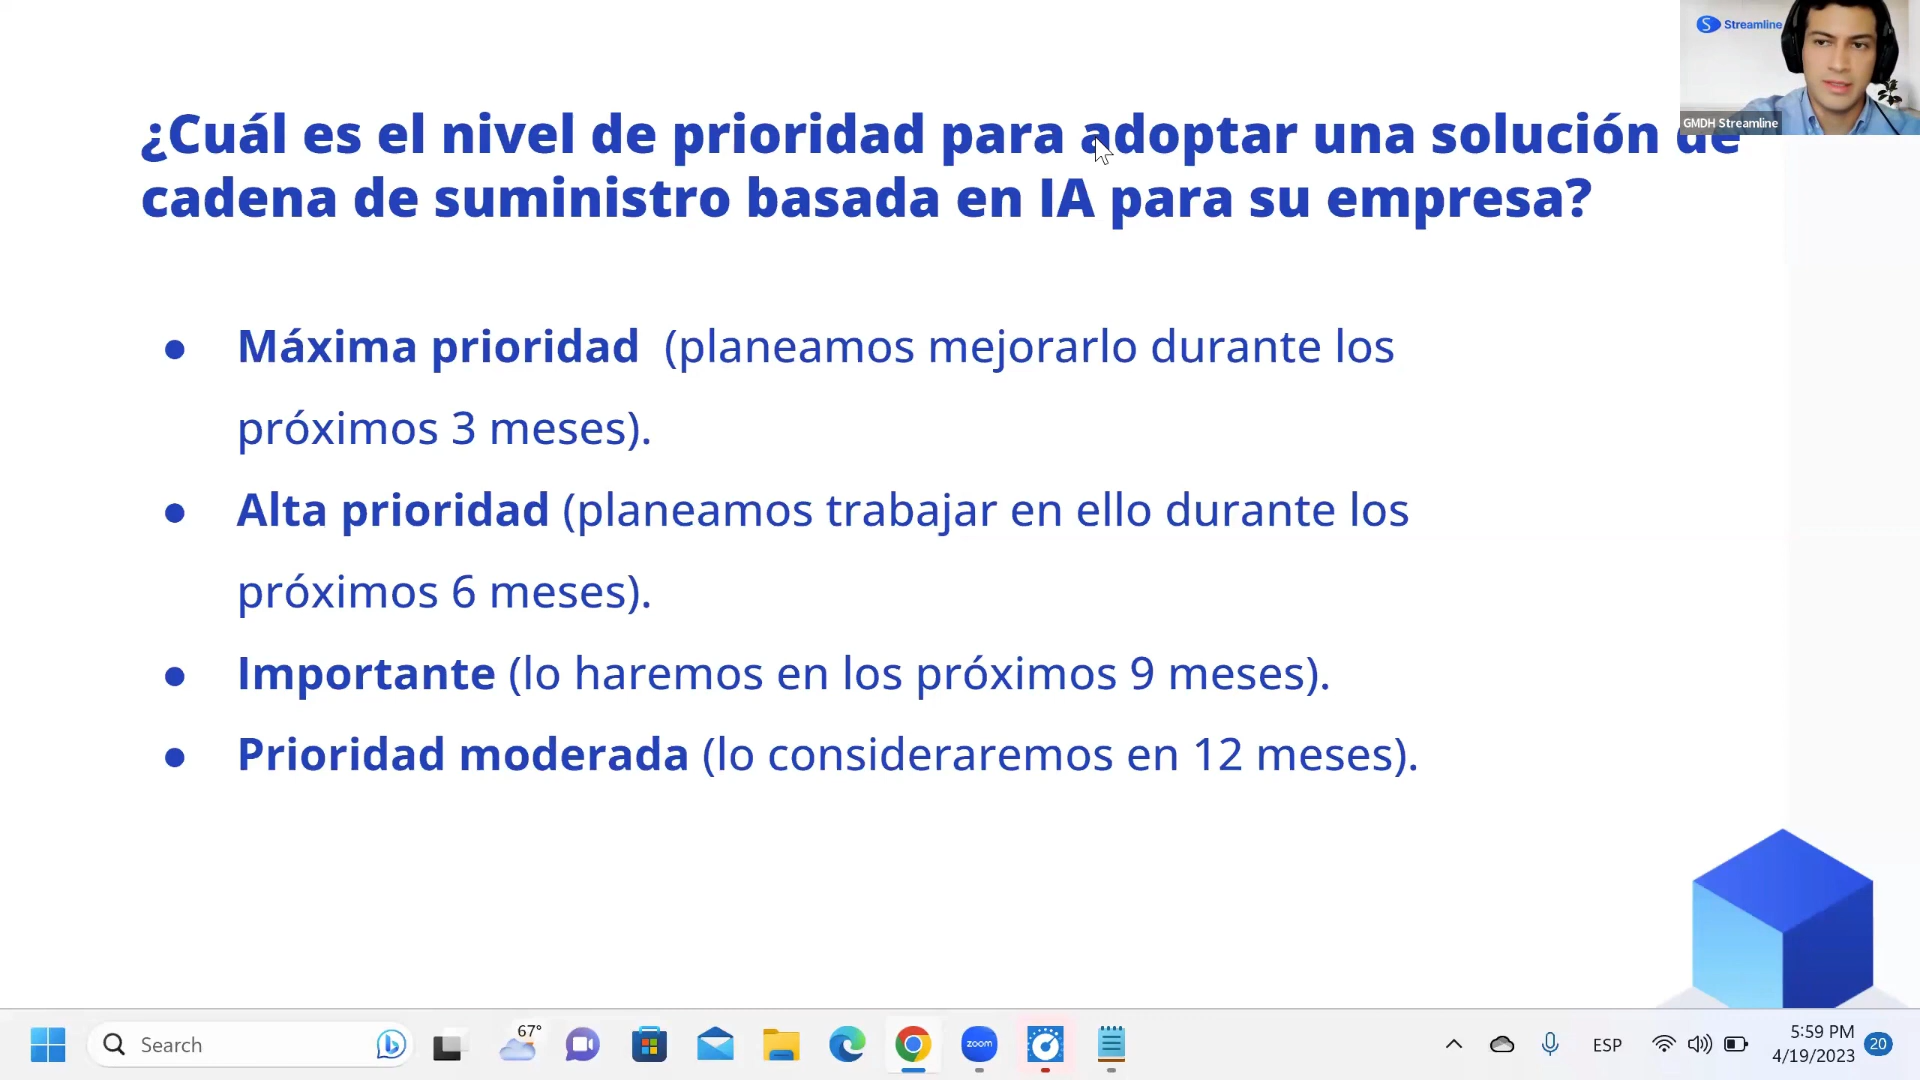 Streamline
GMDH Streamline
¿Cuál es el nivel de prioridad para adoptar una solución de
cadena de suministro basada en IA para su empresa?
● Máxima prioridad (planeamos mejorarlo durante los
próximos 3 meses).
● Alta prioridad (planeamos trabajar en ello durante los
próximos 6 meses).
● Importante (lo haremos en los próximos 9 meses).
● Prioridad moderada (lo consideraremos en 12 meses).
Search
67°
zoom
ESP
5:59 PM
4/19/2023
20